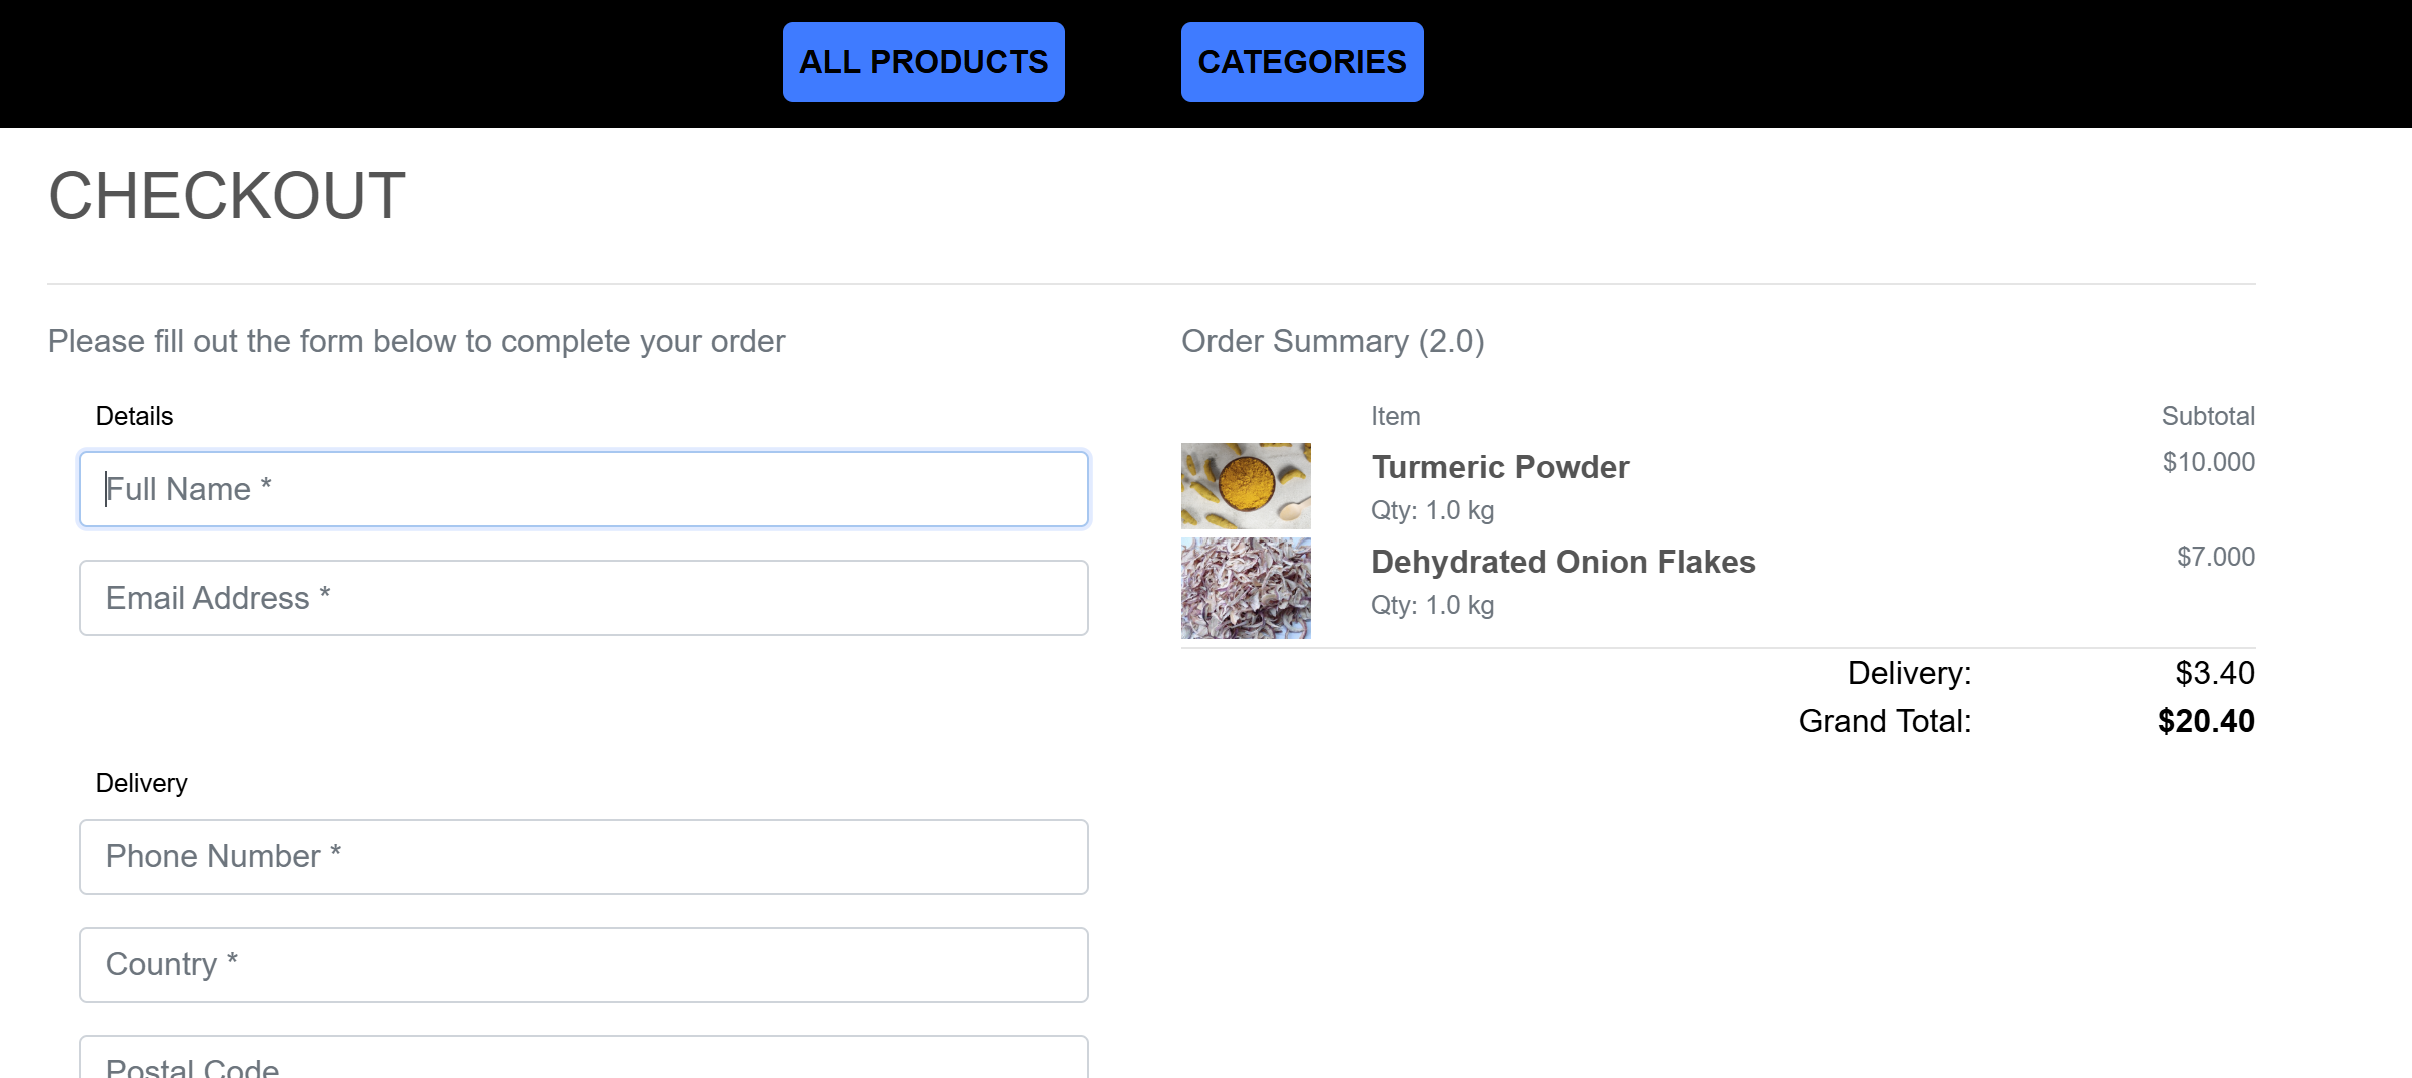 ALL PRODUCTS
CATEGORIES
CHECKOUT
Please fill out the form below to complete your order
Details
Full Name *
Email Address *
Delivery
Phone Number *
Country *
Postal Code
Order Summary (2.0)
Item Subtotal
Turmeric Powder $10.000
Qty: 1.0 kg
Dehydrated Onion Flakes $7.000
Qty: 1.0 kg
Delivery: $3.40
Grand Total: $20.40